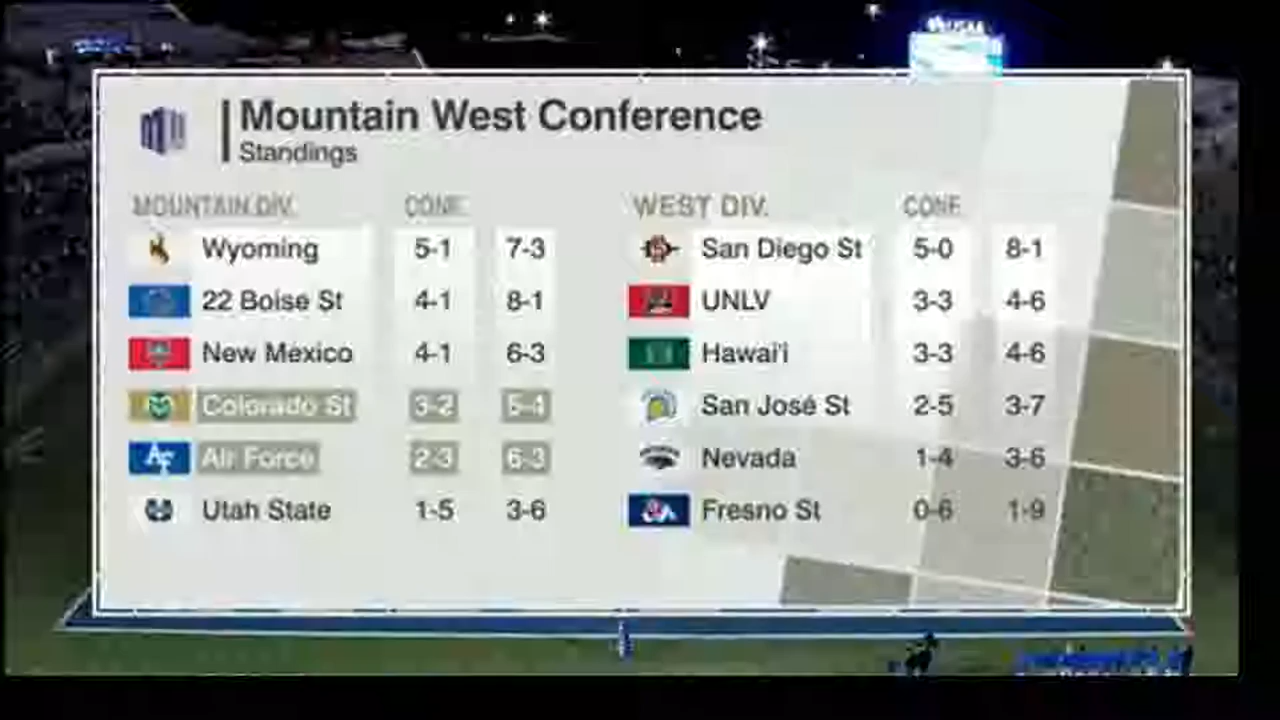 Mountain West Conference
Standings
MOUNTAIN DIV. CONF.
Wyoming 5-1 7-3
22 Boise St 4-1 8-1
New Mexico 4-1 6-3
Colorado St 3-2 5-4
AF Air Force 2-3 6-3
Utah State 1-5 3-6
WEST DIV. CONF.
San Diego St 5-0 8-1
UNLV 3-3 4-6
Hawai'i 3-3 4-6
San José St 2-5 3-7
Nevada 1-4 3-6
Fresno St 0-6 1-9